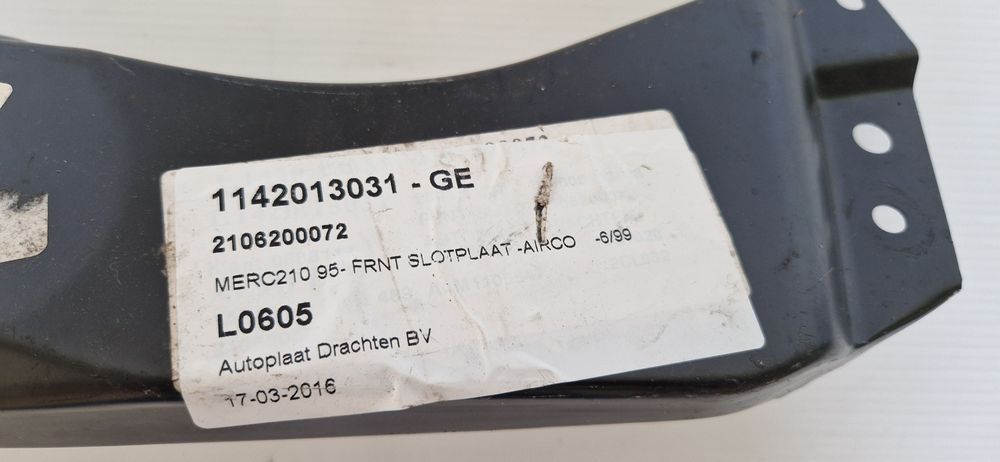 1142013031 - GE
2106200072
MERC210 95- FRNT SLOTPLAAT -AIRCO -6/99
L0605
Autoplaat Drachten BV
17-03-2016